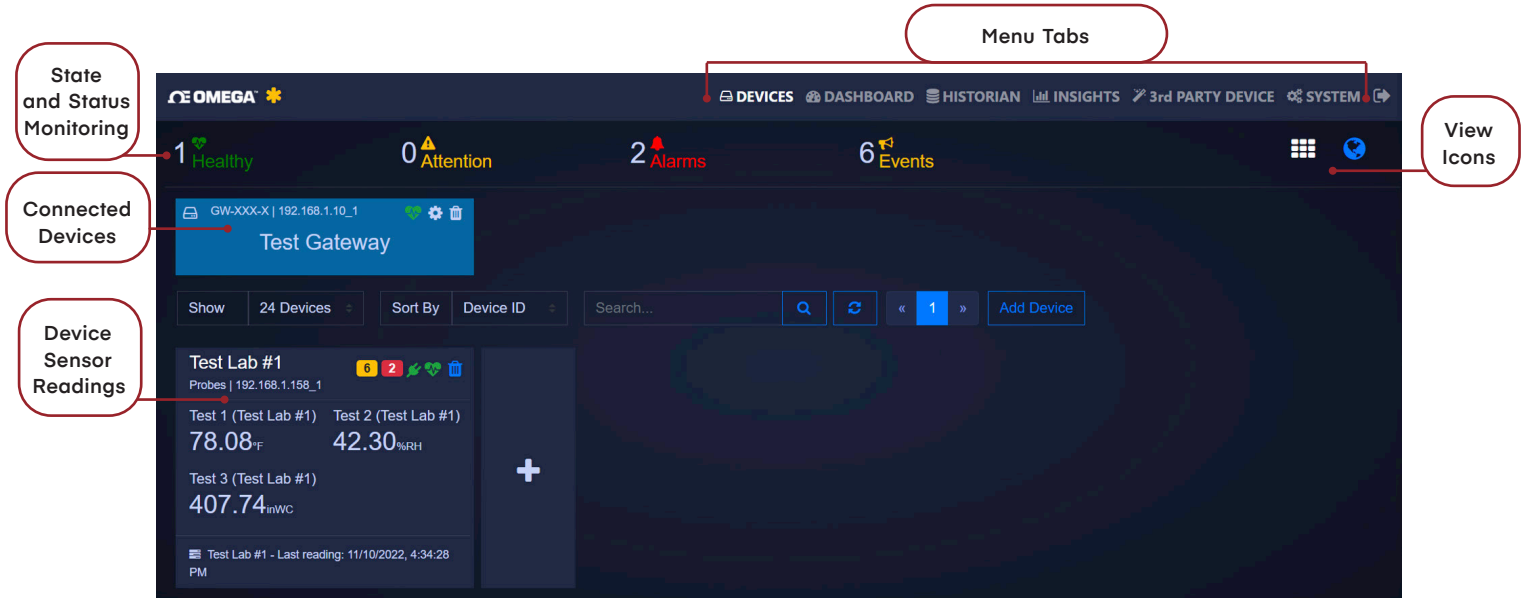 Menu Tabs
State
and Status
Monitoring
ΩE OMEGA™
DEVICES DASHBOARD HISTORIAN INSIGHTS 3rd PARTY DEVICE SYSTEM
1 Healthy 0 Attention 2 Alarms 6 Events
View
Icons
Connected
Devices
GW-XXX-X | 192.168.1.10_1
Test Gateway
Show 24 Devices Sort By Device ID Search... « 1 » Add Device
Device
Sensor
Readings
Test Lab #1 6 2
Probes | 192.168.1.158_1
Test 1 (Test Lab #1) Test 2 (Test Lab #1)
78.08°F 42.30%RH
Test 3 (Test Lab #1)
407.74inWC
Test Lab #1 - Last reading: 11/10/2022, 4:34:28
PM